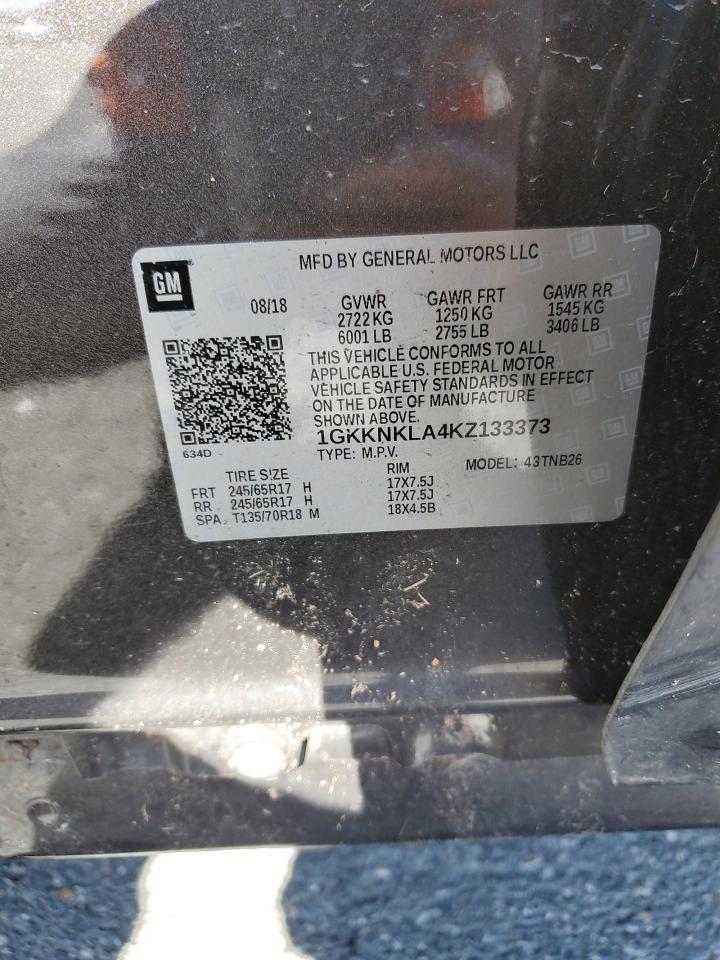 GM
MFD BY GENERAL MOTORS LLC
08/18
GVWR GAWR FRT GAWR RR
2722 KG 1250 KG 1545 KG
6001 LB 2755 LB 3406 LB
THIS VEHICLE CONFORMS TO ALL
APPLICABLE U.S. FEDERAL MOTOR
VEHICLE SAFETY STANDARDS IN EFFECT
ON THE DATE OF MANUFACTURE
SHOWN ABOVE.
634D
1GKKNKLA4KZ133373
TYPE: M.P.V. MODEL: 43TNB26
TIRE SIZE RIM
FRT 245/65R17 H 17X7.5J
RR 245/65R17 H 17X7.5J
SPA T135/70R18 M 18X4.5B